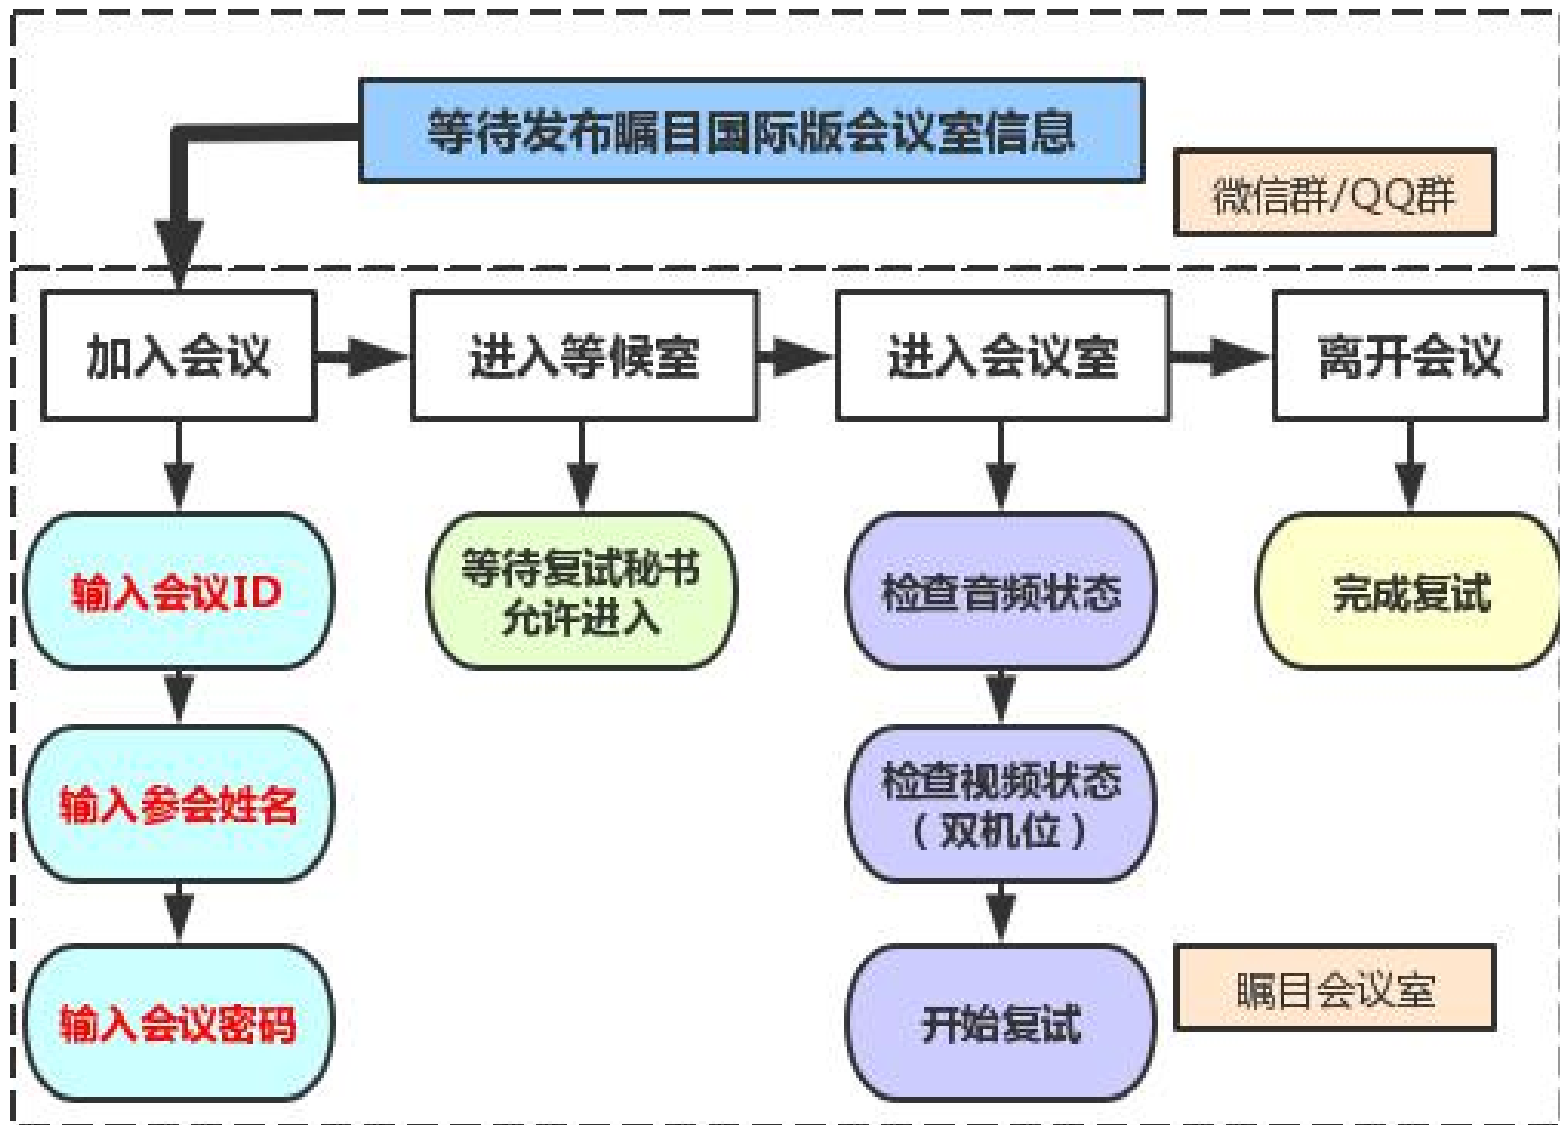 等待发布瞩目国际版会议室信息
微信群/QQ群
加入会议
进入等候室
进入会议室
离开会议
输入会议ID
等待复试秘书
允许进入
检查音频状态
完成复试
输入参会姓名
检查视频状态
（双机位）
输入会议密码
开始复试
瞩目会议室